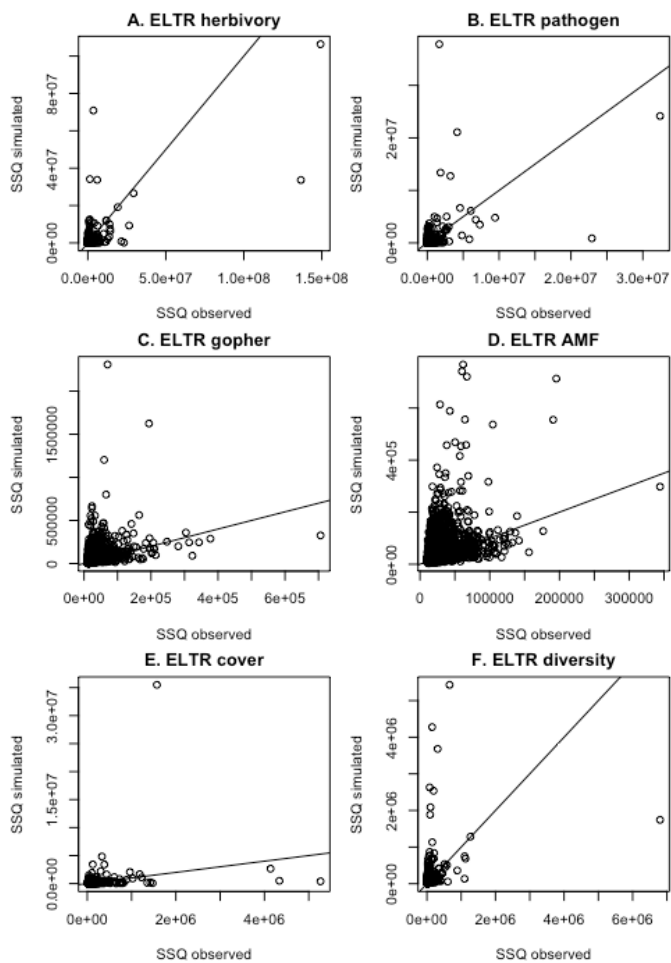 A. ELTR herbivory
SSQ simulated
0e+00 4e+07 8e+07
0.0e+00 5.0e+07 1.0e+08 1.5e+08
SSQ observed
B. ELTR pathogen
SSQ simulated
0e+00 2e+07
0.0e+00 1.0e+07 2.0e+07 3.0e+07
SSQ observed
C. ELTR gopher
SSQ simulated
0 500000 1500000
0e+00 2e+05 4e+05 6e+05
SSQ observed
D. ELTR AMF
SSQ simulated
0e+00 4e+05
0 100000 200000 300000
SSQ observed
E. ELTR cover
SSQ simulated
0.0e+00 1.5e+07 3.0e+07
0e+00 2e+06 4e+06
SSQ observed
F. ELTR diversity
SSQ simulated
0e+00 2e+06 4e+06
0e+00 2e+06 4e+06 6e+06
SSQ observed